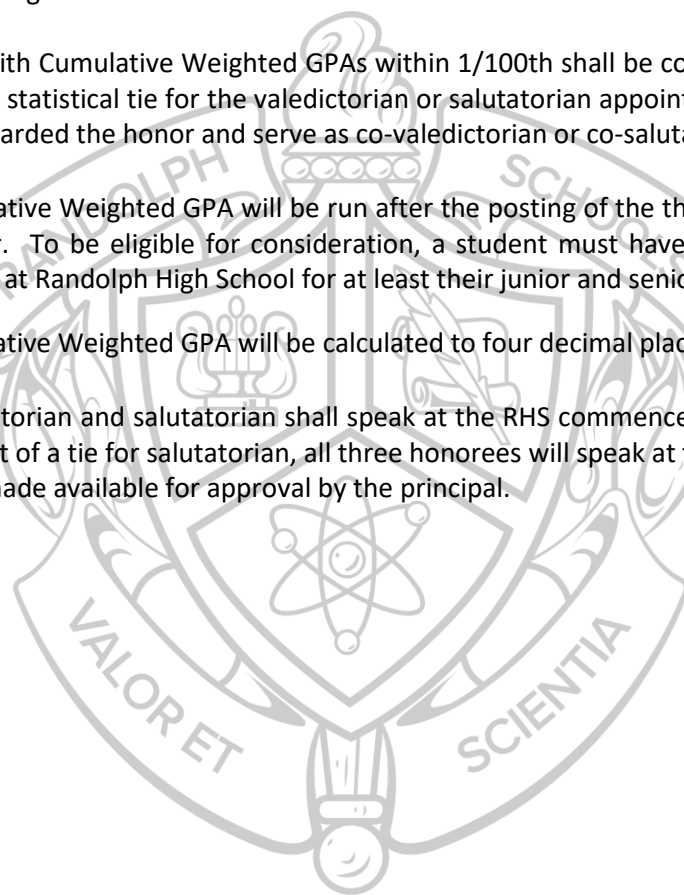 ith Cumulative Weighted GPAs within 1/100th shall be co
statistical tie for the valedictorian or salutatorian appoint
arded the honor and serve as co-valedictorian or co-saluta
ative Weighted GPA will be run after the posting of the th
r. To be eligible for consideration, a student must have
at Randolph High School for at least their junior and senio
ative Weighted GPA will be calculated to four decimal plac
torian and salutatorian shall speak at the RHS commence
t of a tie for salutatorian, all three honorees will speak at
nade available for approval by the principal.
RANDOLPH
SCHOOLS
VALOR ET
SCIENTIA